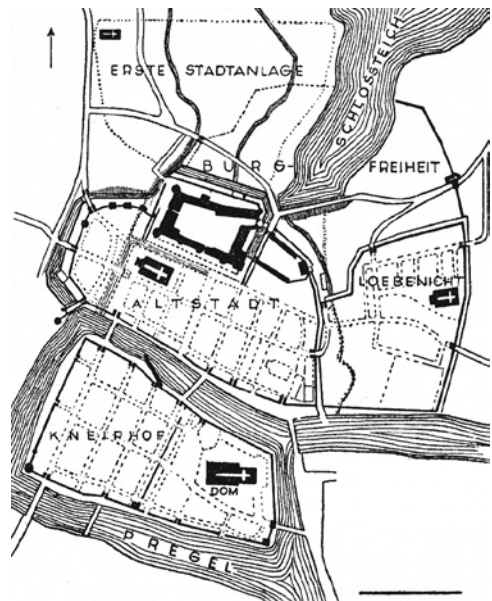 ERSTE STADTANLAGE
SCHLOSSTEICH
BURG-
FREIHEIT
LOEBENICHT
ALTSTADT
KNEIPHOF
DOM
PREGEL